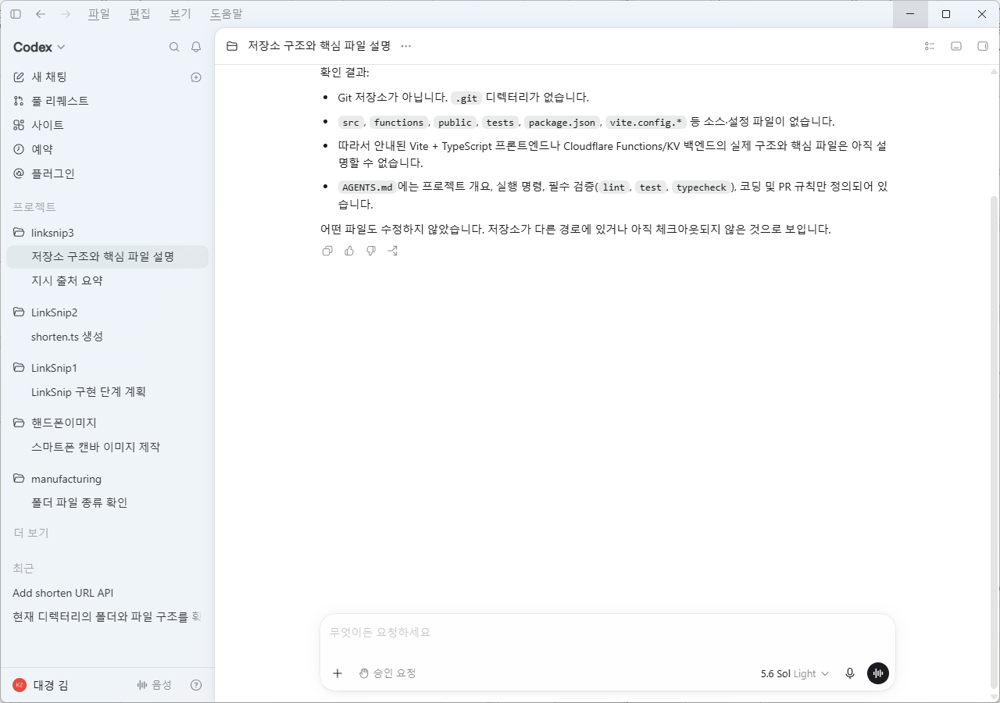 파일 편집 보기 도움말
Codex
새 채팅
풀 리퀘스트
사이트
예약
플러그인
프로젝트
linksnip3
저장소 구조와 핵심 파일 설명
지시 출처 요약
LinkSnip2
shorten.ts 생성
LinkSnip1
LinkSnip 구현 단계 계획
핸드폰이미지
스마트폰 캔바 이미지 제작
manufacturing
폴더 파일 종류 확인
더 보기
최근
Add shorten URL API
현재 디렉터리의 폴더와 파일 구조를
KZ 대경 김 음성
저장소 구조와 핵심 파일 설명
확인 결과:
Git 저장소가 아닙니다. .git 디렉터리가 없습니다.
src, functions, public, tests, package.json, vite.config.* 등 소스·설정 파일이 없습니다.
따라서 안내된 Vite + TypeScript 프론트엔드나 Cloudflare Functions/KV 백엔드의 실제 구조와 핵심 파일은 아직 설
명할 수 없습니다.
AGENTS.md에는 프로젝트 개요, 실행 명령, 필수 검증(lint, test, typecheck), 코딩 및 PR 규칙만 정의되어 있
습니다.
어떤 파일도 수정하지 않았습니다. 저장소가 다른 경로에 있거나 아직 체크아웃되지 않은 것으로 보입니다.
무엇이든 요청하세요
승인 요청 5.6 Sol Light